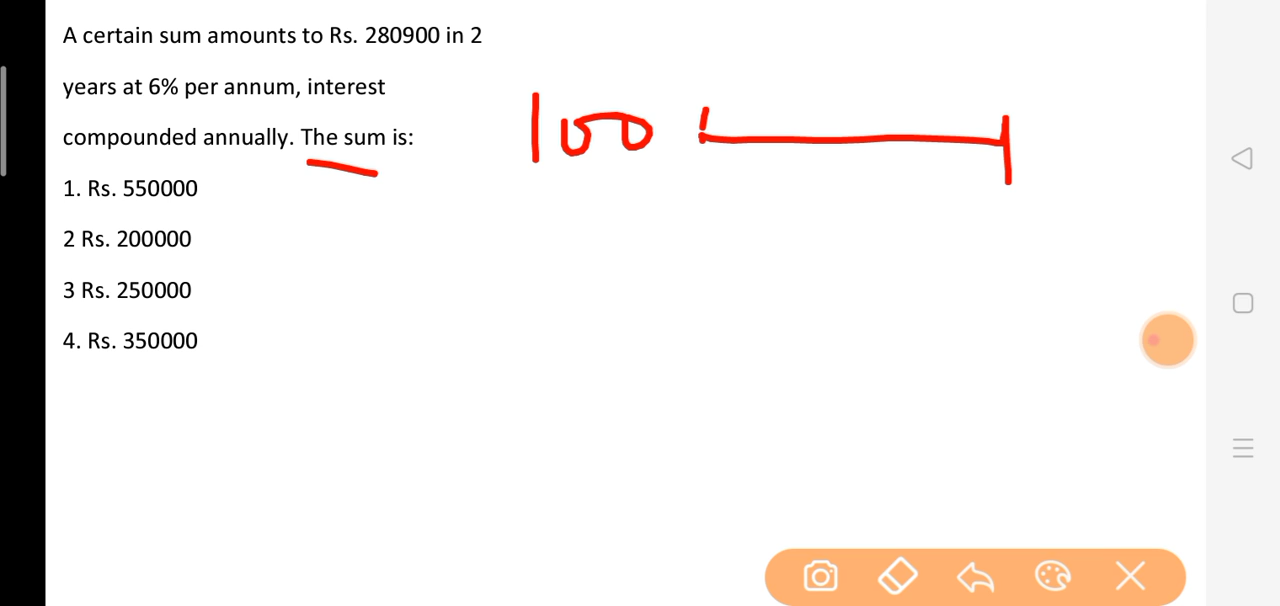 A certain sum amounts to Rs. 280900 in 2
years at 6% per annum, interest
compounded annually. The sum is:
100
1. Rs. 550000
2 Rs. 200000
3 Rs. 250000
4. Rs. 350000